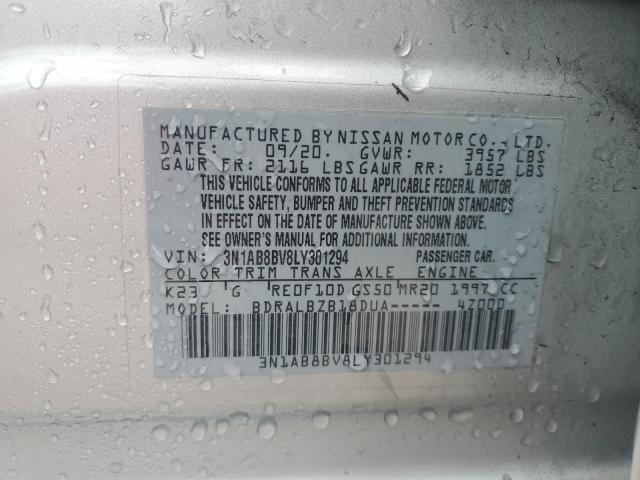 MANUFACTURED BY NISSAN MOTOR CO., LTD.
DATE: 09/20. GVWR: 3957 LBS
GAWR FR: 2116 LBS GAWR RR: 1852 LBS
THIS VEHICLE CONFORMS TO ALL APPLICABLE FEDERAL MOTOR
VEHICLE SAFETY, BUMPER AND THEFT PREVENTION STANDARDS
IN EFFECT ON THE DATE OF MANUFACTURE SHOWN ABOVE.
SEE OWNER'S MANUAL FOR ADDITIONAL INFORMATION.
VIN: 3N1AB8BV8LY301294 PASSENGER CAR.
COLOR TRIM TRANS AXLE ENGINE
K23 G RE0F10D GS50 MR20 1997 CC
MODEL: BDRALBZB18DUA----- 47000
3N1AB8BV8LY301294